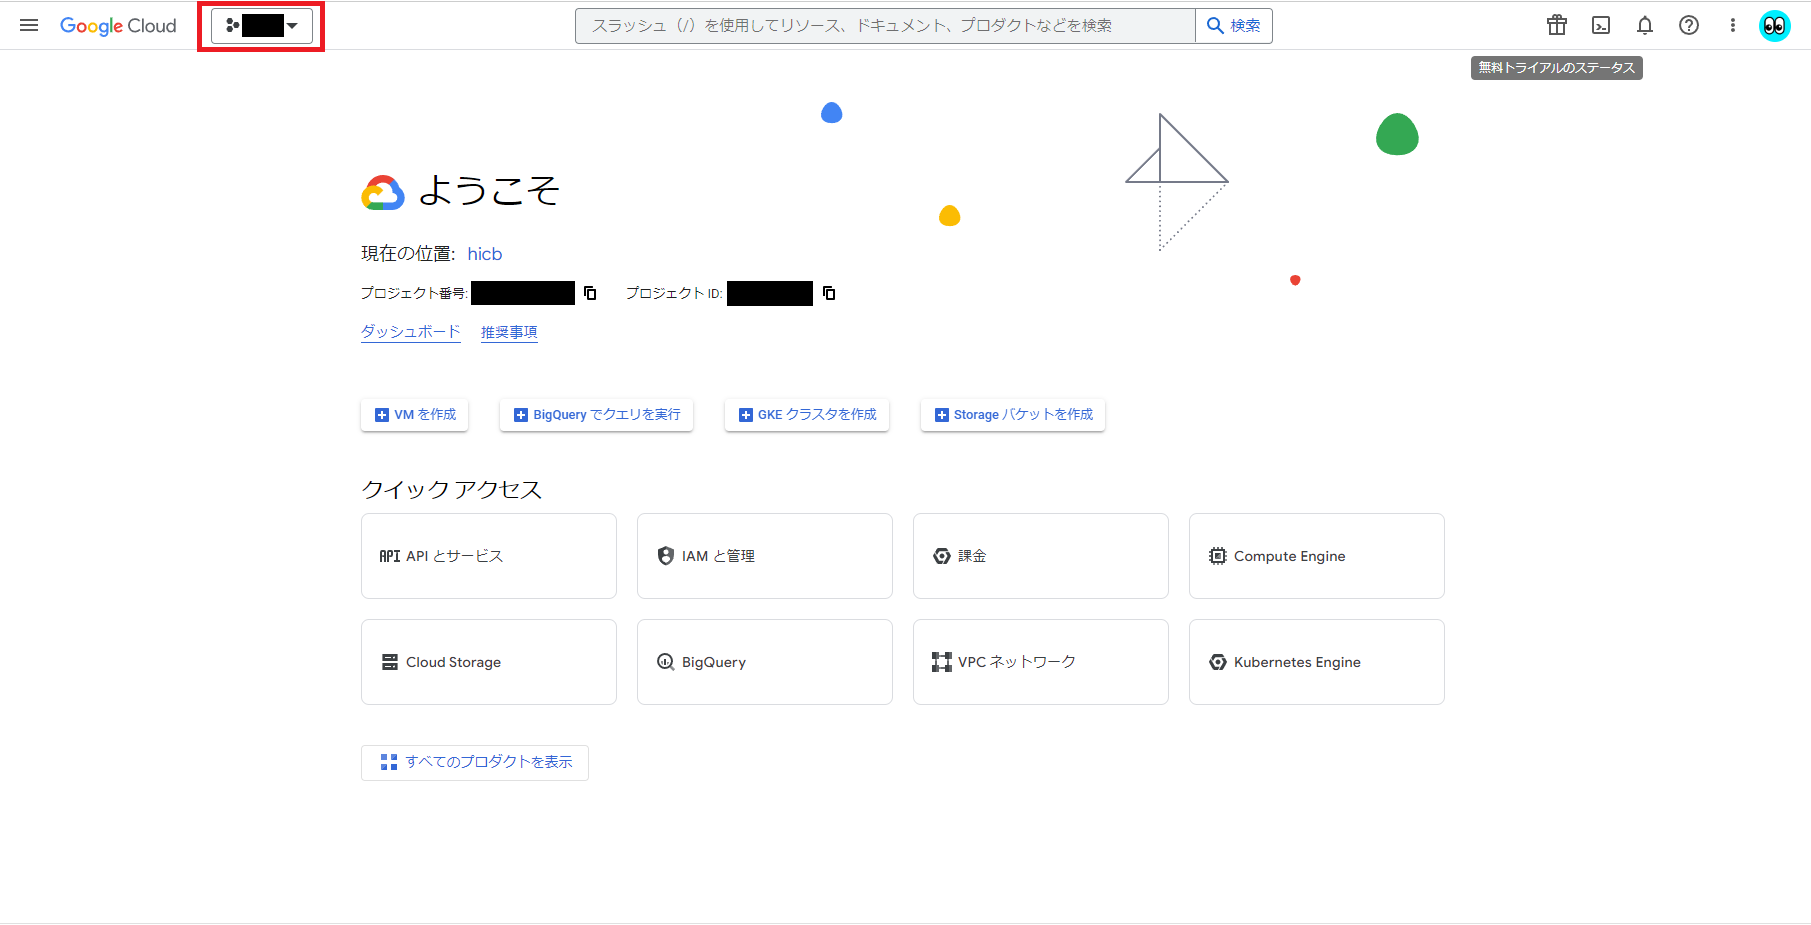 Google Cloud
スラッシュ（/）を使用してリソース、ドキュメント、プロダクトなどを検索
検索
無料トライアルのステータス
ようこそ
現在の位置: hicb
プロジェクト番号:
プロジェクト ID:
ダッシュボード
推奨事項
VM を作成
BigQuery でクエリを実行
GKE クラスタを作成
Storage バケットを作成
クイック アクセス
API API とサービス
IAM と管理
課金
Compute Engine
Cloud Storage
BigQuery
VPC ネットワーク
Kubernetes Engine
すべてのプロダクトを表示